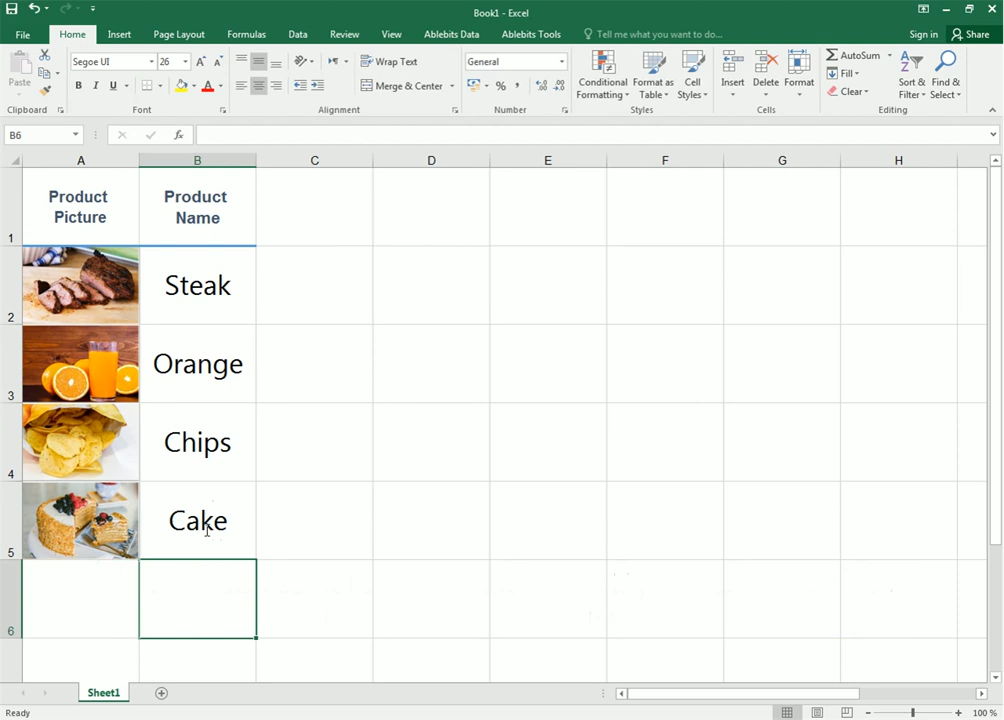 Book1 - Excel
File Home Insert Page Layout Formulas Data Review View Ablebits Data Ablebits Tools Tell me what you want to do... Sign in Share
Paste
Segoe UI 26
B I U
Wrap Text
Merge & Center
General
% ,
Conditional Formatting
Format as Table
Cell Styles
Insert Delete Format
AutoSum
Fill
Clear
Sort & Filter
Find & Select
Clipboard Font Alignment Number Styles Cells Editing
B6 fx
A B C D E F G H
1 Product Picture Product Name
2 Steak
3 Orange
4 Chips
5 Cake
6
Sheet1
Ready 100 %